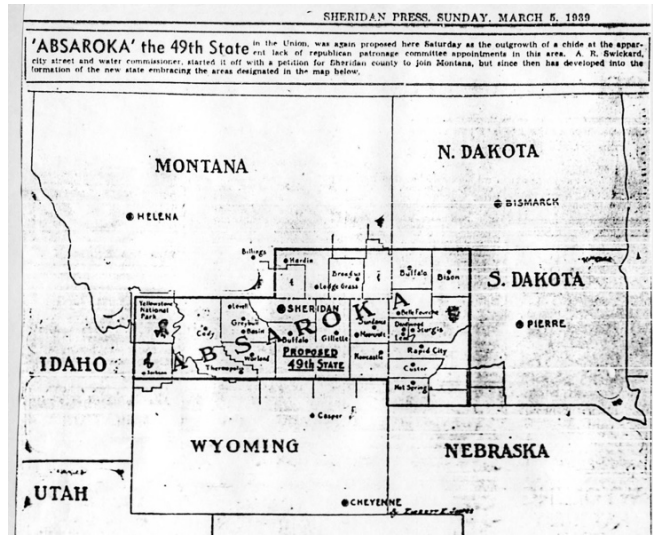 SHERIDAN PRESS, SUNDAY, MARCH 5, 1939
'ABSAROKA' the 49th State in the Union, was again proposed here Saturday as the outgrowth of a chide at the appar-
ent lack of republican patronage committee appointments in this area. A. R. Swickard,
city street and water commissioner, started it off with a petition for Sheridan county to join Montana, but since then has developed into the
formation of the new state embracing the areas designated in the map below.
MONTANA
N. DAKOTA
HELENA
BISMARCK
Billings
Hardin
Broadus
Lodge Grass
Buffalo
Bison
S. DAKOTA
Yellowstone
National
Park
Lovell
Greybull
Basin
Cody
SHERIDAN
Buffalo
Gillette
Sundance
Newcastle
Belle Fourche
Deadwood
Lead
Sturgis
PIERRE
ABSAROKA
Worland
Thermopolis
PROPOSED
49th STATE
Rapid City
Custer
Hot Springs
IDAHO
Jackson
Casper
WYOMING
NEBRASKA
UTAH
CHEYENNE